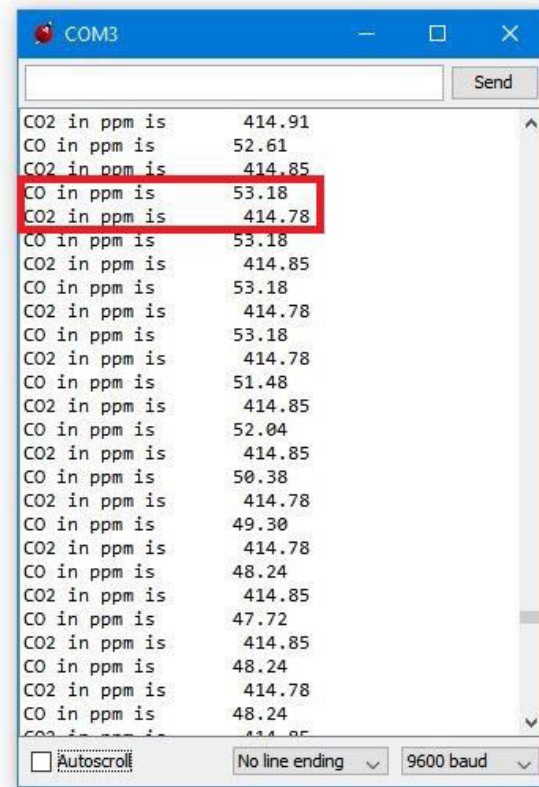 COM3
Send
CO2 in ppm is 414.91
CO in ppm is 52.61
CO2 in ppm is 414.85
CO in ppm is 53.18
CO2 in ppm is 414.78
CO in ppm is 53.18
CO2 in ppm is 414.85
CO in ppm is 53.18
CO2 in ppm is 414.78
CO in ppm is 53.18
CO2 in ppm is 414.78
CO in ppm is 51.48
CO2 in ppm is 414.85
CO in ppm is 52.04
CO2 in ppm is 414.85
CO in ppm is 50.38
CO2 in ppm is 414.78
CO in ppm is 49.30
CO2 in ppm is 414.78
CO in ppm is 48.24
CO2 in ppm is 414.85
CO in ppm is 47.72
CO2 in ppm is 414.85
CO in ppm is 48.24
CO2 in ppm is 414.78
CO in ppm is 48.24
CO2 in ppm is 414.85
Autoscroll No line ending 9600 baud